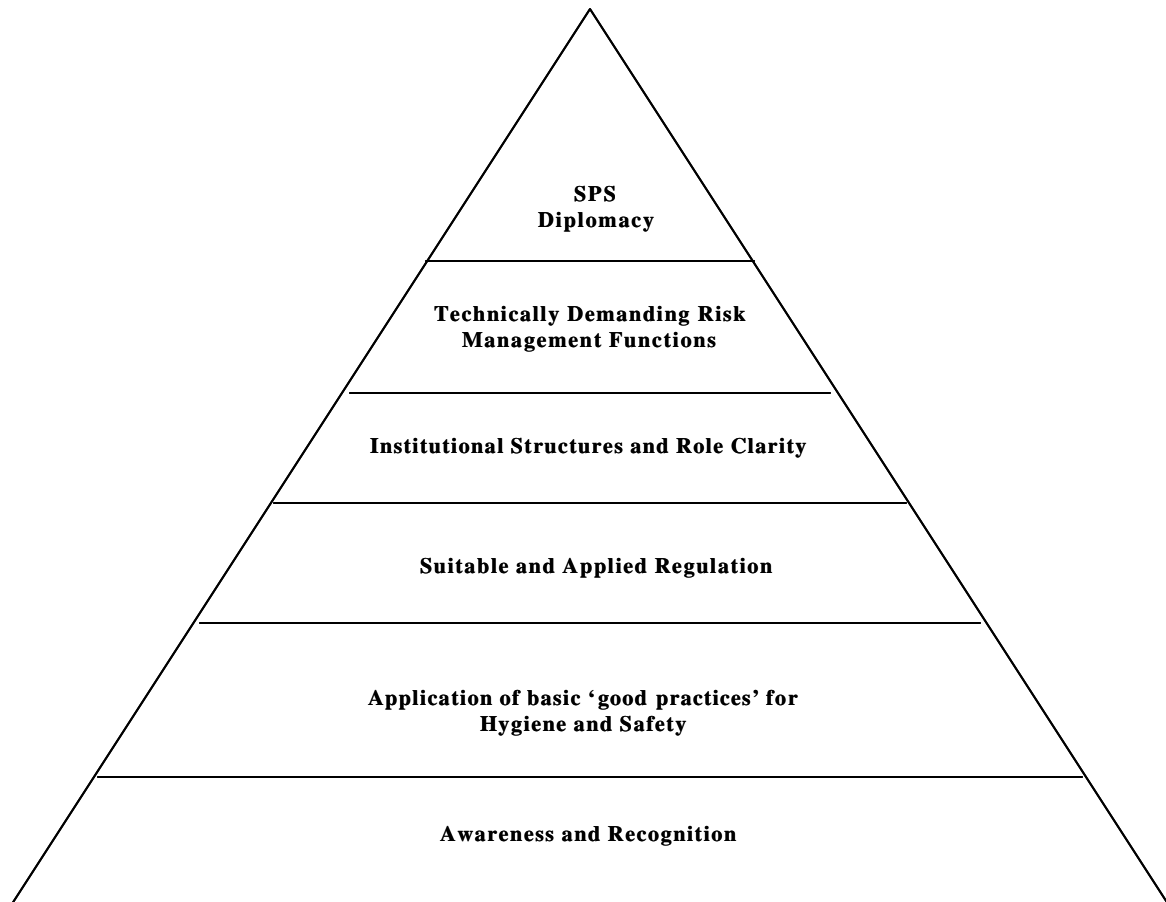 SPS
Diplomacy
Technically Demanding Risk
Management Functions
Institutional Structures and Role Clarity
Suitable and Applied Regulation
Application of basic ‘good practices’ for
Hygiene and Safety
Awareness and Recognition